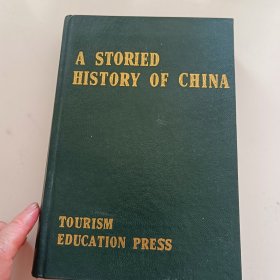 A STORIED
HISTORY OF CHINA
TOURISM
EDUCATION PRESS